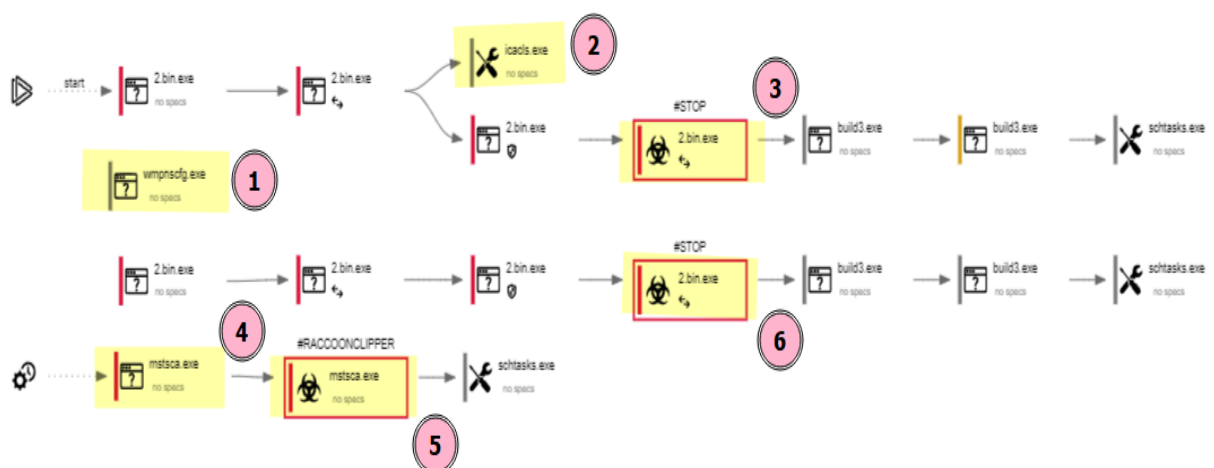 icacls.exe
no specs
2
start
2.bin.exe
no specs
2.bin.exe
3
#STOP
2.bin.exe
2.bin.exe
build3.exe
no specs
build3.exe
no specs
schtasks.exe
no specs
wmpnscfg.exe
no specs
1
#STOP
2.bin.exe
no specs
2.bin.exe
2.bin.exe
2.bin.exe
build3.exe
no specs
build3.exe
no specs
schtasks.exe
no specs
4
6
#RACCOONCLIPPER
mstsca.exe
no specs
mstsca.exe
no specs
schtasks.exe
no specs
5